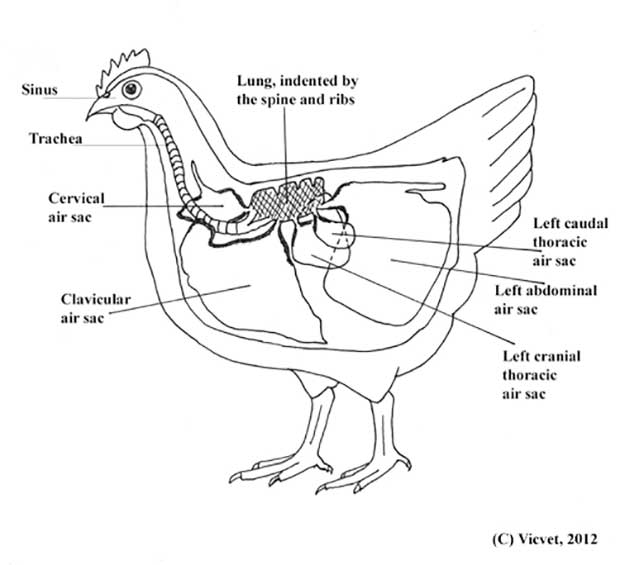 Sinus
Trachea
Cervical
air sac
Clavicular
air sac
Lung, indented by
the spine and ribs
Left caudal
thoracic
air sac
Left abdominal
air sac
Left cranial
thoracic
air sac
(C) Vicvet, 2012